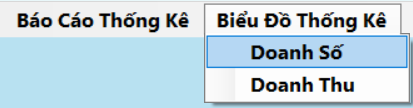 Báo Cáo Thống Kê Biểu Đồ Thống Kê
Doanh Số
Doanh Thu